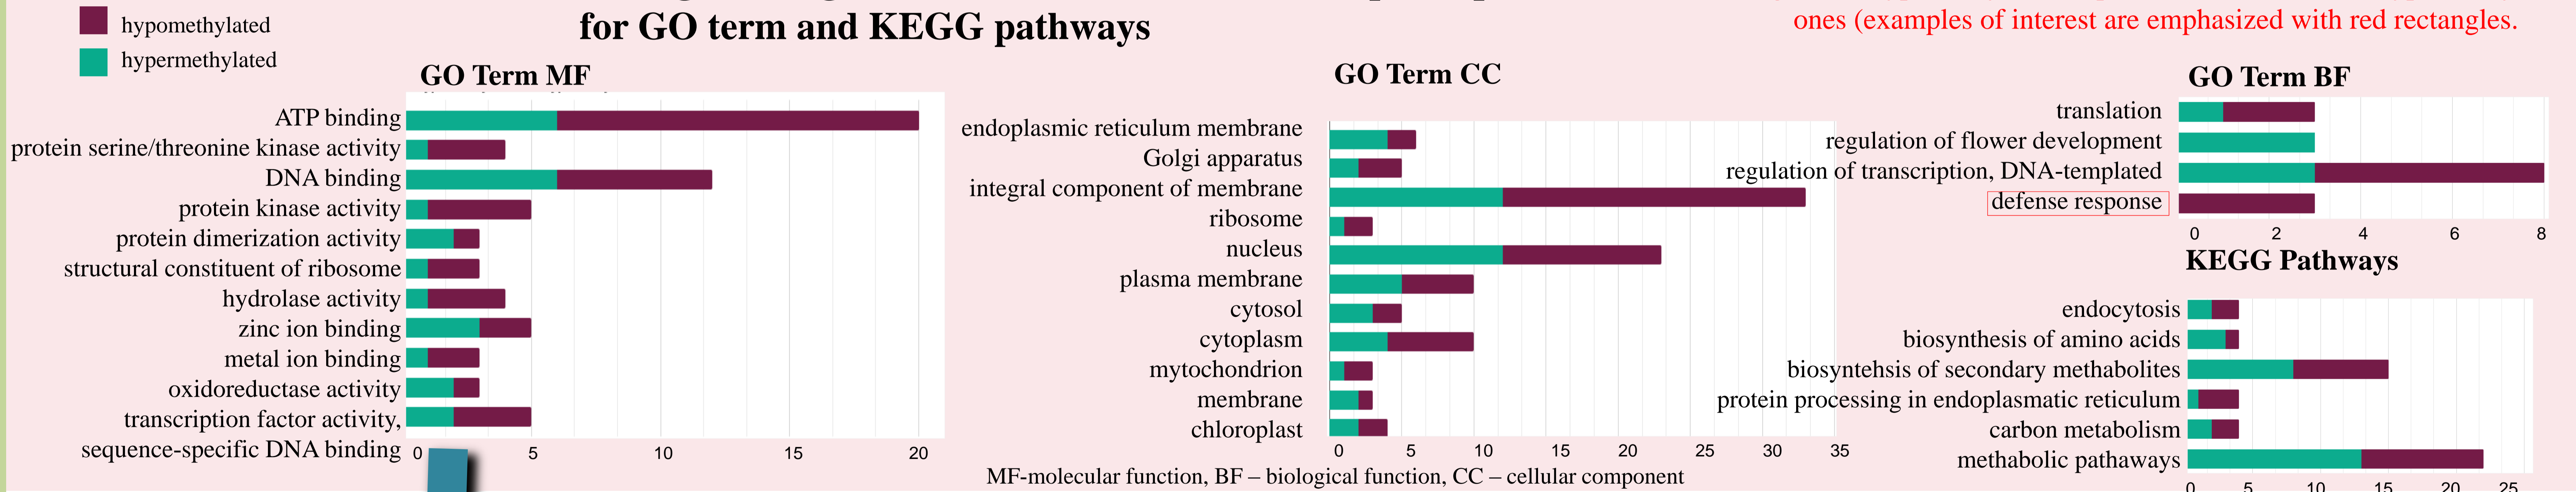 hypomethylated
hypermethylated
for GO term and KEGG pathways
ones (examples of interest are emphasized with red rectangles.
GO Term MF
ATP binding
protein serine/threonine kinase activity
DNA binding
protein kinase activity
protein dimerization activity
structural constituent of ribosome
hydrolase activity
zinc ion binding
metal ion binding
oxidoreductase activity
transcription factor activity,
sequence-specific DNA binding
0 5 10 15 20
GO Term CC
endoplasmic reticulum membrane
Golgi apparatus
integral component of membrane
ribosome
nucleus
plasma membrane
cytosol
cytoplasm
mytochondrion
membrane
chloroplast
0 5 10 15 20 25 30 35
GO Term BF
translation
regulation of flower development
regulation of transcription, DNA-templated
defense response
0 2 4 6 8
KEGG Pathways
endocytosis
biosynthesis of amino acids
biosyntehsis of secondary methabolites
protein processing in endoplasmatic reticulum
carbon metabolism
methabolic pathaways
0 5 10 15 20 25
MF-molecular function, BF – biological function, CC – cellular component